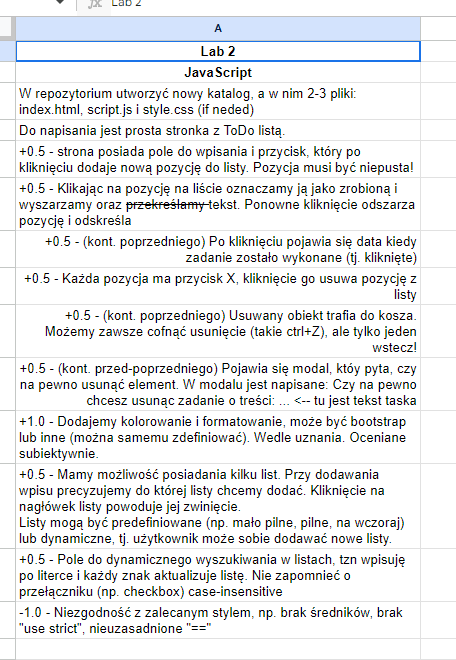 Lab 2
A
Lab 2
JavaScript
W repozytorium utworzyć nowy katalog, a w nim 2-3 pliki:
index.html, script.js i style.css (if neded)
Do napisania jest prosta stronka z ToDo listą.
+0.5 - strona posiada pole do wpisania i przycisk, który po
kliknięciu dodaje nową pozycję do listy. Pozycja musi być niepusta!
+0.5 - Klikając na pozycję na liście oznaczamy ją jako zrobioną i
wyszarzamy oraz przekreślamy tekst. Ponowne kliknięcie odszarza
pozycję i odskreśla
+0.5 - (kont. poprzedniego) Po kliknięciu pojawia się data kiedy
zadanie zostało wykonane (tj. kliknięte)
+0.5 - Każda pozycja ma przycisk X, kliknięcie go usuwa pozycję z
listy
+0.5 - (kont. poporzedniego) Usuwany obiekt trafia do kosza.
Możemy zawsze cofnąć usunięcie (takie ctrl+Z), ale tylko jeden
wstecz!
+0.5 - (kont. przed-poporzedniego) Pojawia się modal, któy pyta, czy
na pewno usunąć element. W modalu jest napisane: Czy na pewno
chcesz usunąc zadanie o treści: ... <-- tu jest tekst taska
+1.0 - Dodajemy kolorowanie i formatowanie, może być bootstrap
lub inne (można samemu zdefiniować). Wedle uznania. Oceniane
subiektywnie.
+0.5 - Mamy możliwość posiadania kilku list. Przy dodawania
wpisu precyzujemy do której listy chcemy dodać. Kliknięcie na
nagłówek listy powoduje jej zwinięcie.
Listy mogą być predefiniowane (np. mało pilne, pilne, na wczoraj)
lub dynamiczne, tj. użytkownik może sobie dodawać nowe listy.
+0.5 - Pole do dynamicznego wyszukiwania w listach, tzn wpisuję
po literce i każdy znak aktualizuje listę. Nie zapomnieć o
przełączniku (np. checkbox) case-insensitive
-1.0 - Niezgodność z zalecanym stylem, np. brak średników, brak
"use strict", nieuzasadnione "=="